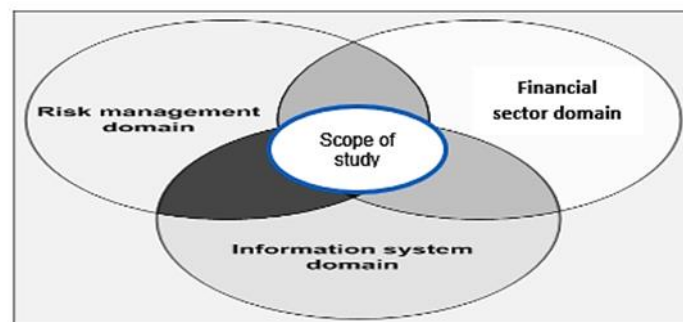 Financial
sector domain
Risk management
domain
Scope of
study
Information system
domain